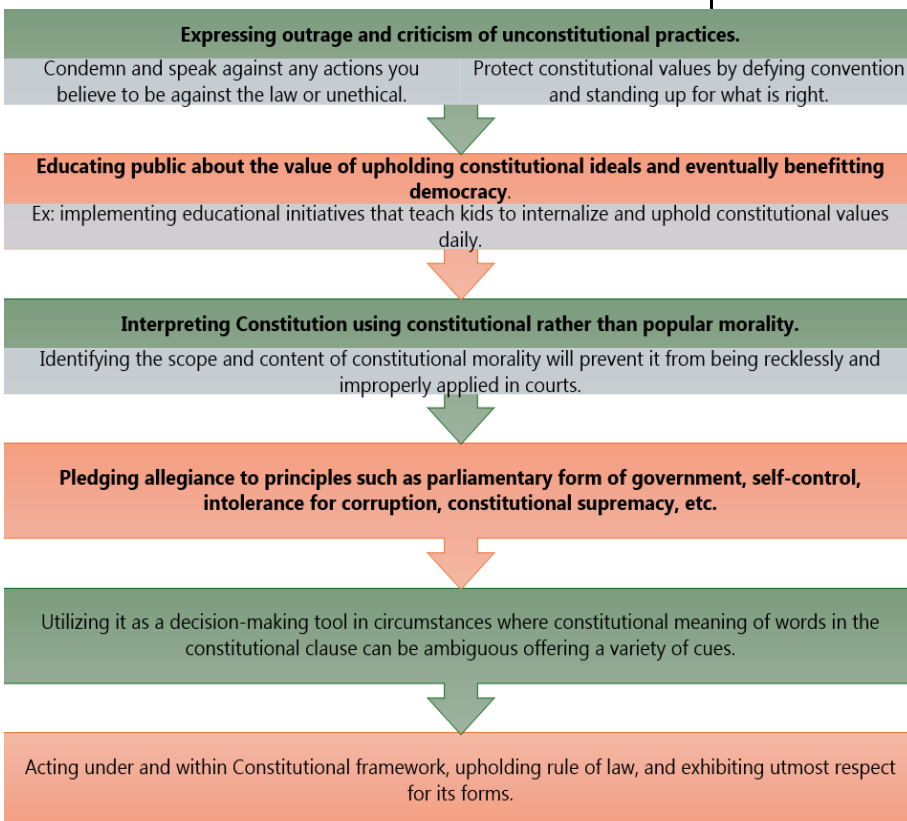 Expressing outrage and criticism of unconstitutional practices.
Condemn and speak against any actions you
believe to be against the law or unethical.
Protect constitutional values by defying convention
and standing up for what is right.
Educating public about the value of upholding constitutional ideals and eventually benefitting
democracy.
Ex: implementing educational initiatives that teach kids to internalize and uphold constitutional values
daily.
Interpreting Constitution using constitutional rather than popular morality.
Identifying the scope and content of constitutional morality will prevent it from being recklessly and
improperly applied in courts.
Pledging allegiance to principles such as parliamentary form of government, self-control,
intolerance for corruption, constitutional supremacy, etc.
Utilizing it as a decision-making tool in circumstances where constitutional meaning of words in the
constitutional clause can be ambiguous offering a variety of cues.
Acting under and within Constitutional framework, upholding rule of law, and exhibiting utmost respect
for its forms.